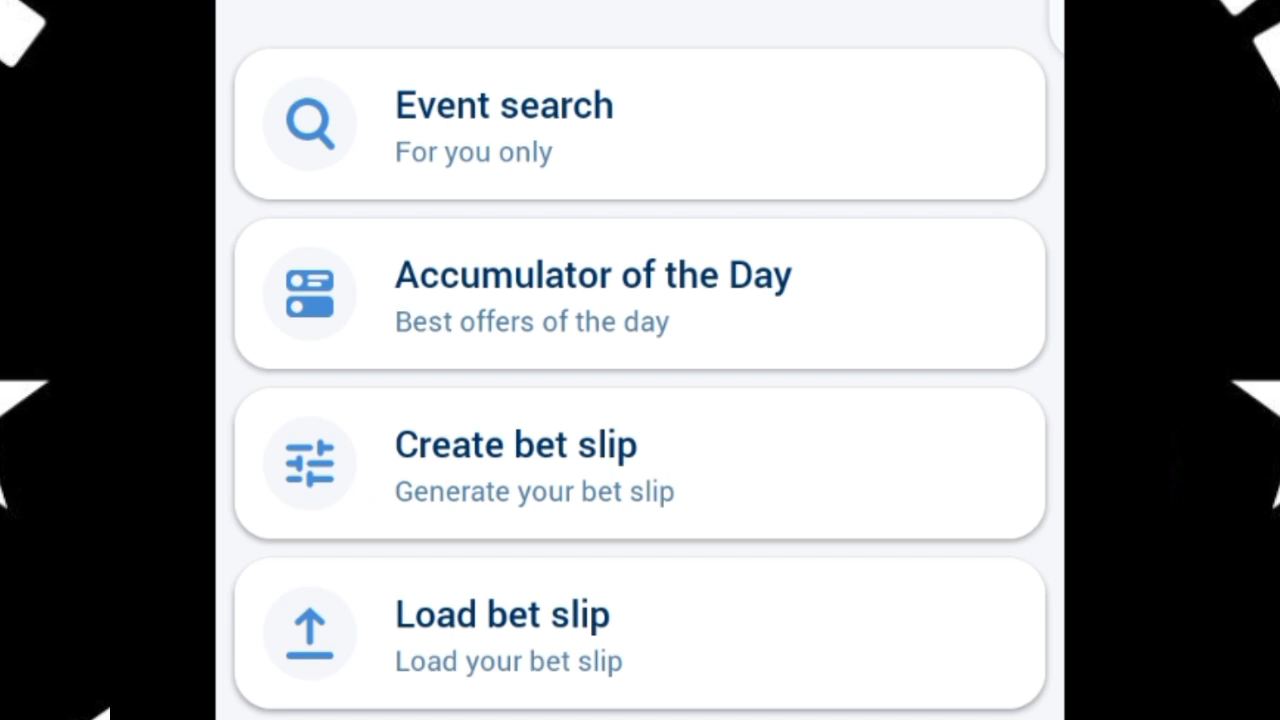 Event search
For you only
Accumulator of the Day
Best offers of the day
Create bet slip
Generate your bet slip
Load bet slip
Load your bet slip